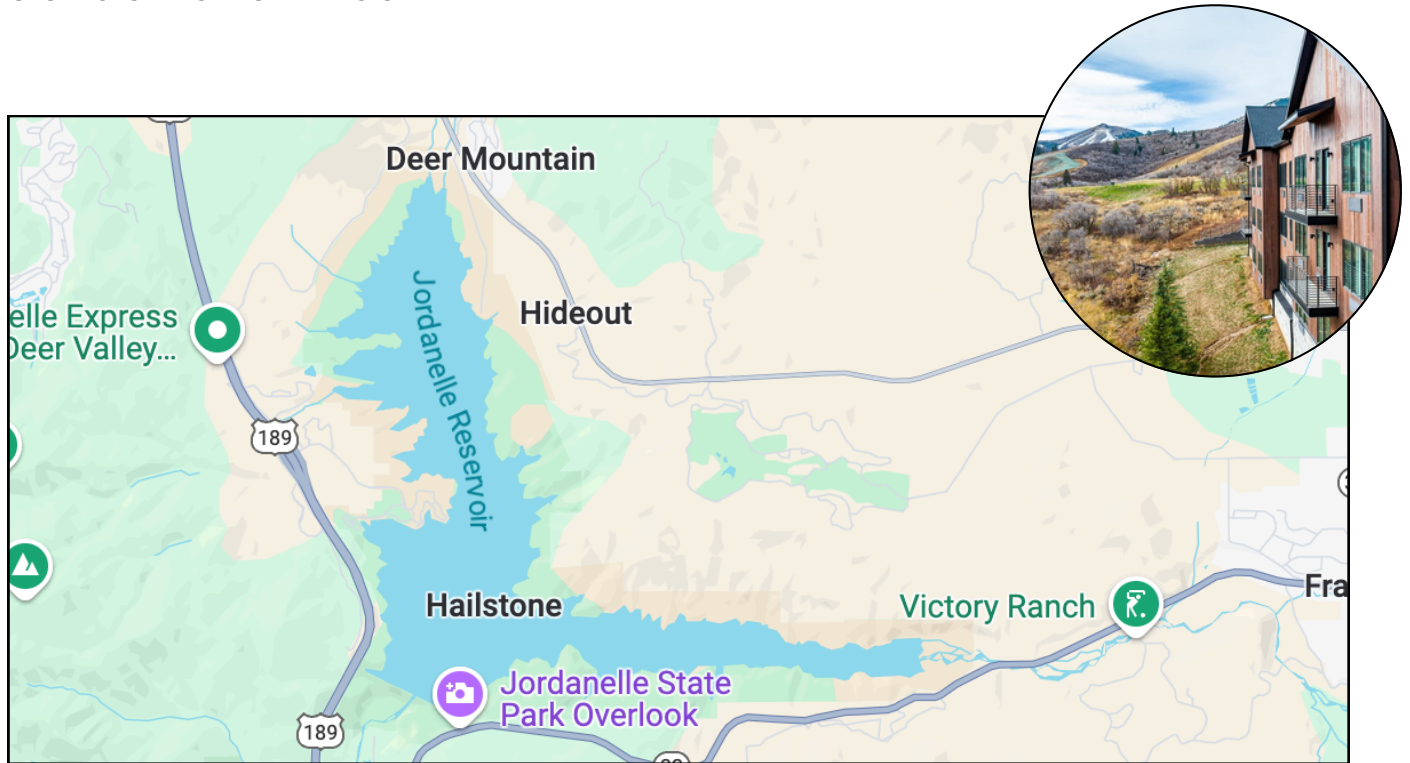 Deer Mountain
Jordanelle Reservoir
Hideout
elle Express
Deer Valley...
189
Hailstone
Victory Ranch
Fra
Jordanelle State
Park Overlook
189